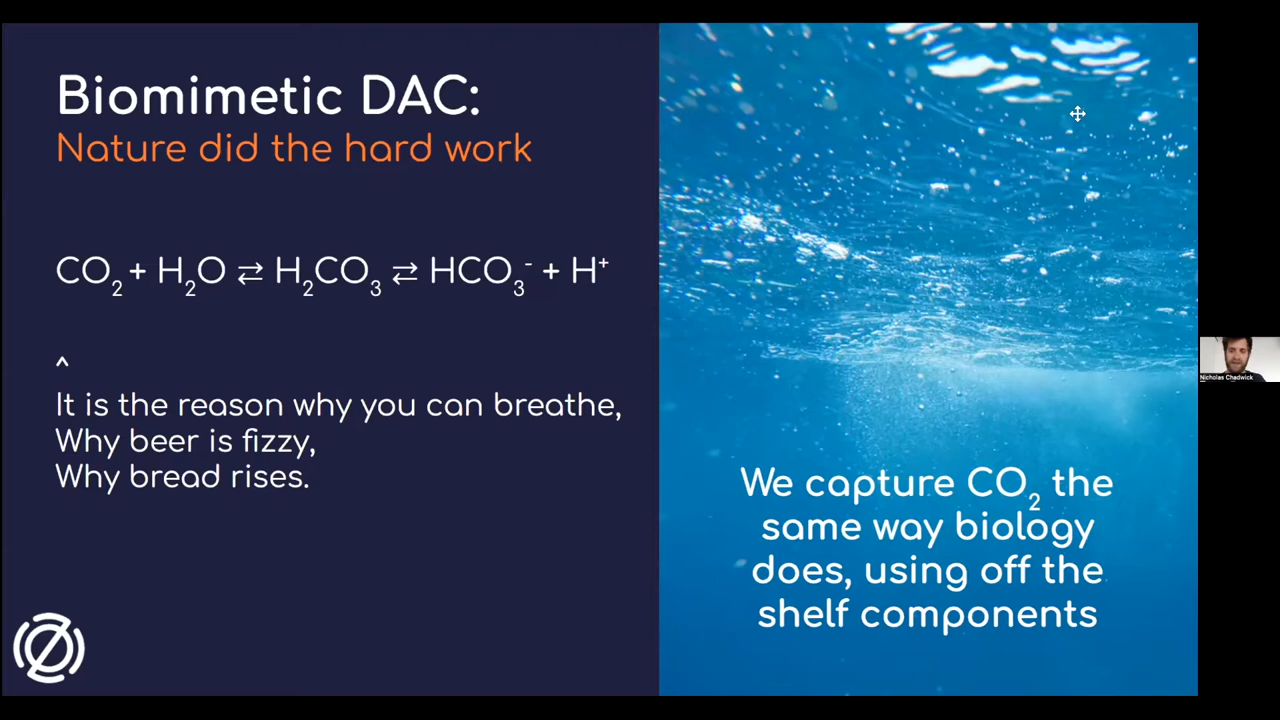 Biomimetic DAC:
Nature did the hard work
CO₂ + H₂O ⇄ H₂CO₃ ⇄ HCO₃⁻ + H⁺
^
It is the reason why you can breathe,
Why beer is fizzy,
Why bread rises.
We capture CO₂ the
same way biology
does, using off the
shelf components
Nicholas Chadwick